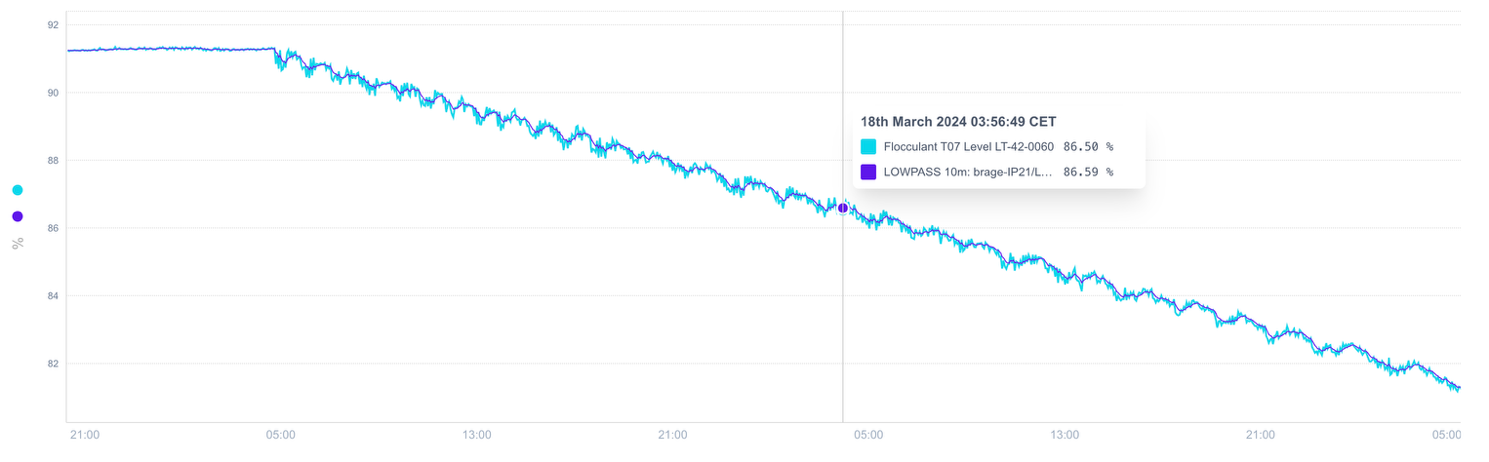 92
90
88
86
84
82
%
18th March 2024 03:56:49 CET
Flocculant T07 Level LT-42-0060 86.50 %
LOWPASS 10m: brage-IP21/L... 86.59 %
21:00 05:00 13:00 21:00 05:00 13:00 21:00 05:00